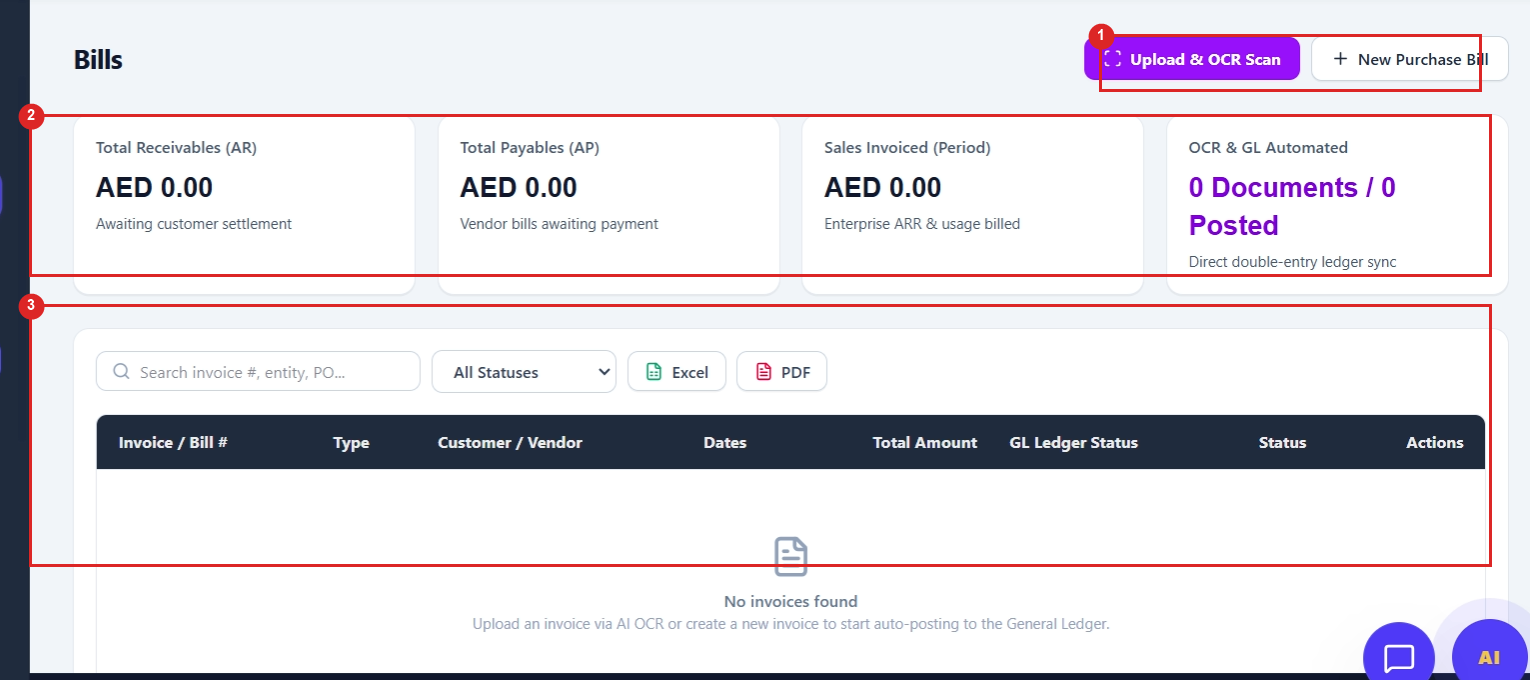 1
Bills
Upload & OCR Scan
New Purchase Bill
2
Total Receivables (AR)
AED 0.00
Awaiting customer settlement
Total Payables (AP)
AED 0.00
Vendor bills awaiting payment
Sales Invoiced (Period)
AED 0.00
Enterprise ARR & usage billed
OCR & GL Automated
0 Documents / 0
Posted
Direct double-entry ledger sync
3
Search invoice #, entity, PO...
All Statuses
Excel
PDF
Invoice / Bill # Type Customer / Vendor Dates Total Amount GL Ledger Status Status Actions
No invoices found
Upload an invoice via AI OCR or create a new invoice to start auto-posting to the General Ledger.
AI